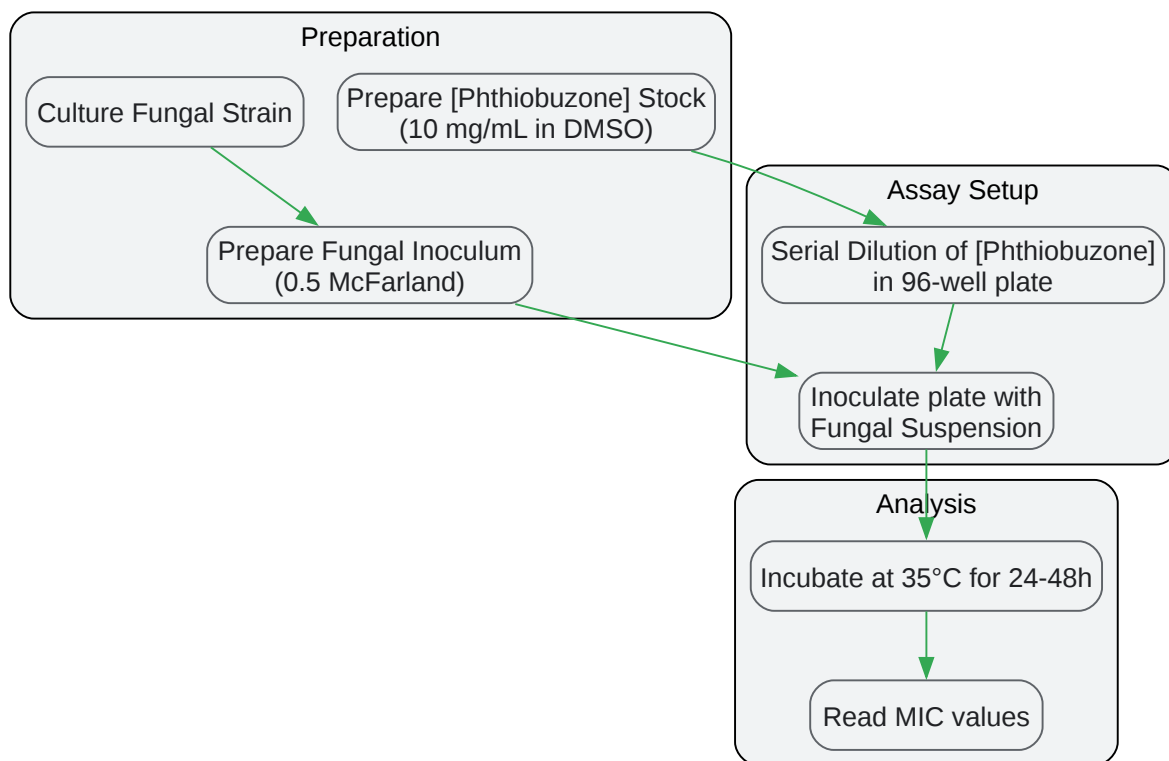 Preparation
Culture Fungal Strain
Prepare [Phthiobuzone] Stock
(10 mg/mL in DMSO)
Prepare Fungal Inoculum
(0.5 McFarland)
Assay Setup
Serial Dilution of [Phthiobuzone]
in 96-well plate
Inoculate plate with
Fungal Suspension
Analysis
Incubate at 35°C for 24-48h
Read MIC values